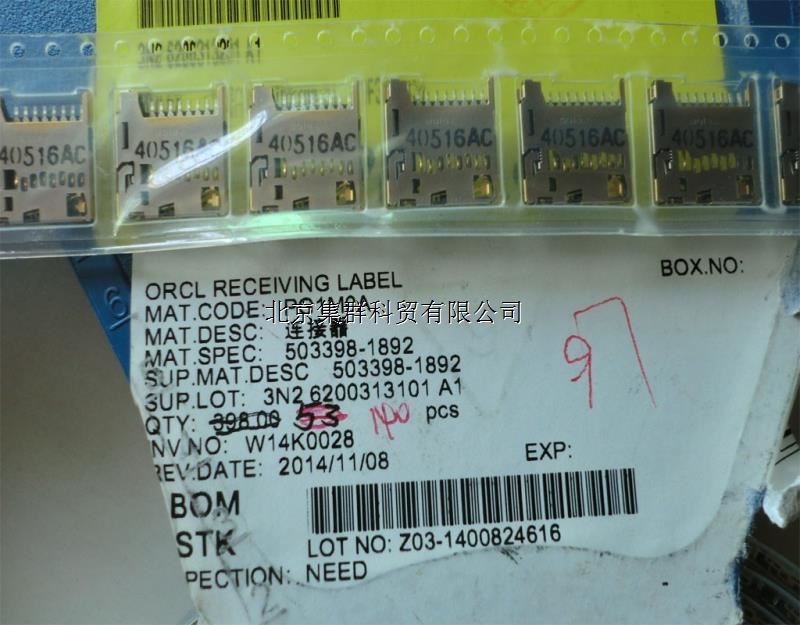 3N2 6200313291 A1
40516AC 40516AC 40516AC 40516AC 40516AC 40516AC
ORCL RECEIVING LABEL
BOX.NO:
MAT.CODE:
北京集群科贸有限公司
MAT.DESC: 连接器
MAT.SPEC: 503398-1892
SUP.MAT.DESC 503398-1892
SUP.LOT: 3N2 6200313101 A1
97
QTY: 398.00 53 140 pcs
INV.NO: W14K0028
REV.DATE: 2014/11/08
EXP:
BOM
STK
LOT NO: Z03-1400824616
PECTION: NEED